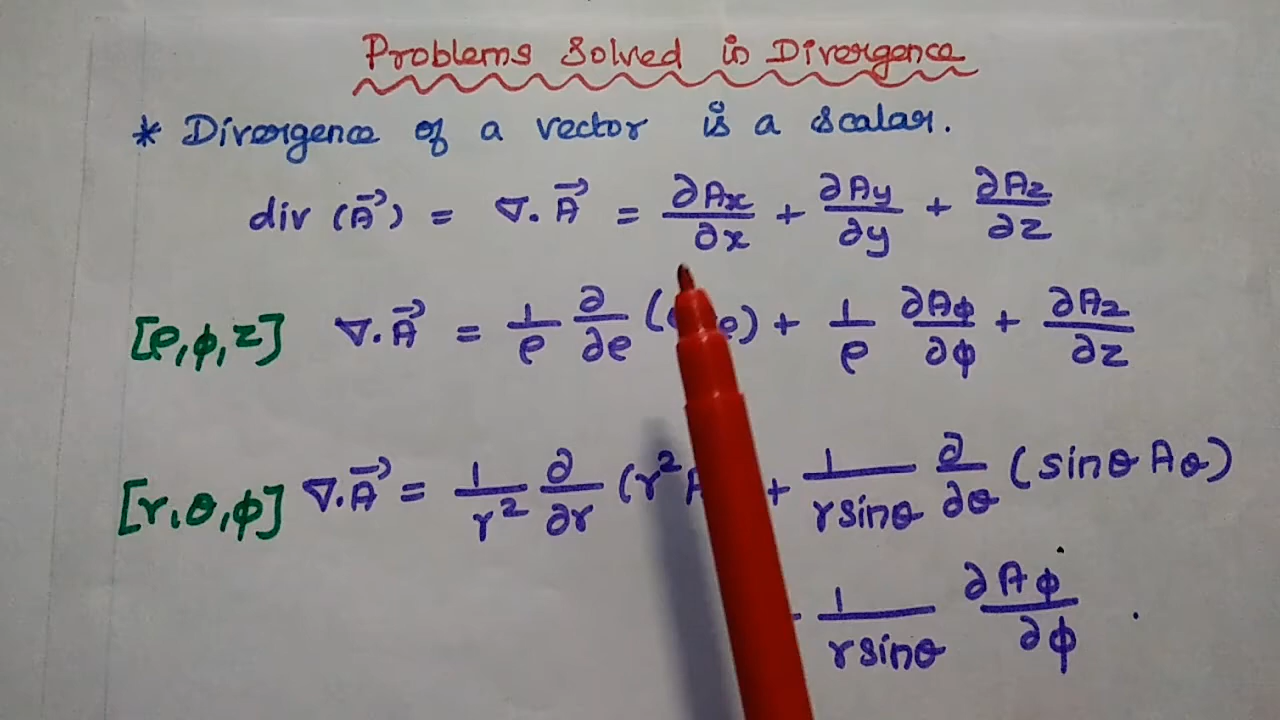 Problems Solved in Divergence
* Divergence of a vector is a scalar.
div (A⃗) = ∇.A⃗ = ∂Ax/∂x + ∂Ay/∂y + ∂Az/∂z
[ρ,ϕ,z] ∇.A⃗ = 1/ρ ∂/∂ρ ( ρ) + 1/ρ ∂Aϕ/∂ϕ + ∂Az/∂z
[r,θ,ϕ] ∇.A⃗ = 1/r² ∂/∂r (r²A + 1/rsinθ ∂/∂θ (sinθ Aθ)
1/rsinθ ∂Aϕ/∂ϕ .